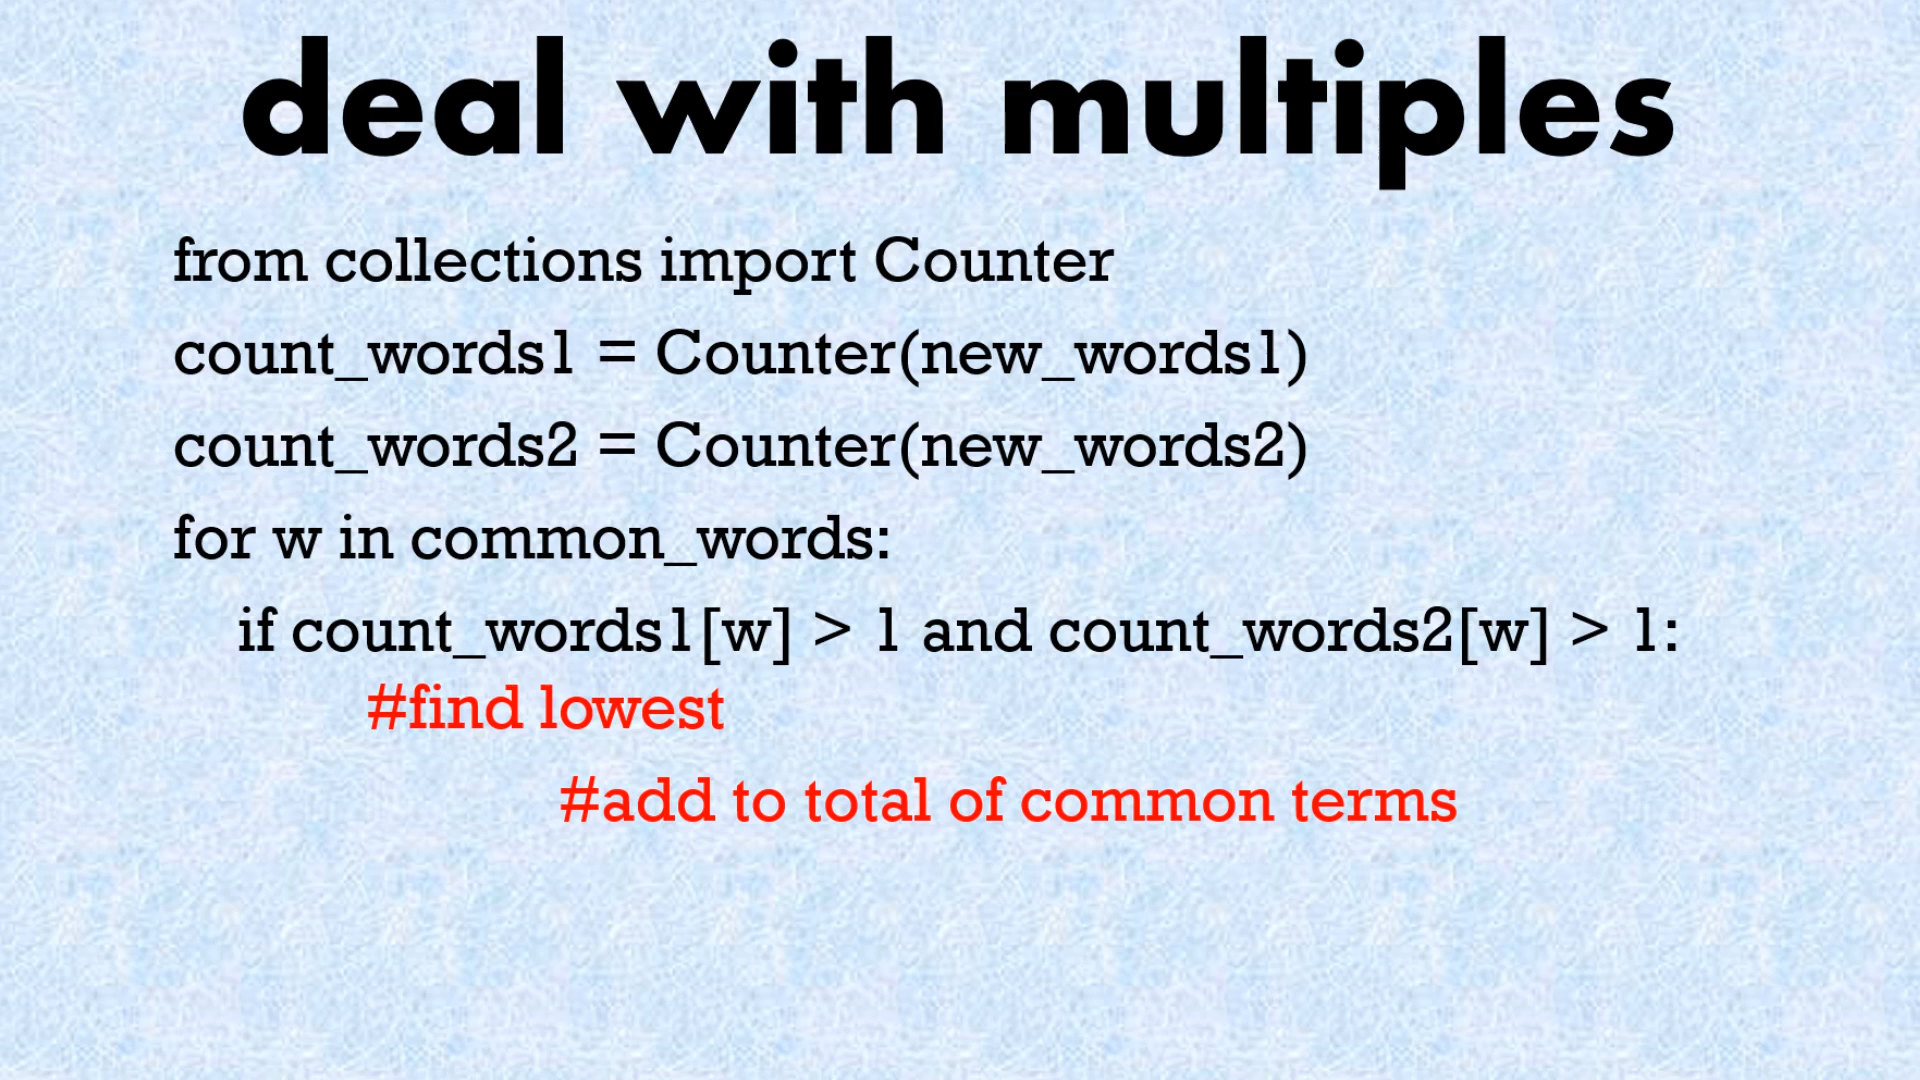 deal with multiples
from collections import Counter
count_words1 = Counter(new_words1)
count_words2 = Counter(new_words2)
for w in common_words:
if count_words1[w] > 1 and count_words2[w] > 1:
#find lowest
#add to total of common terms